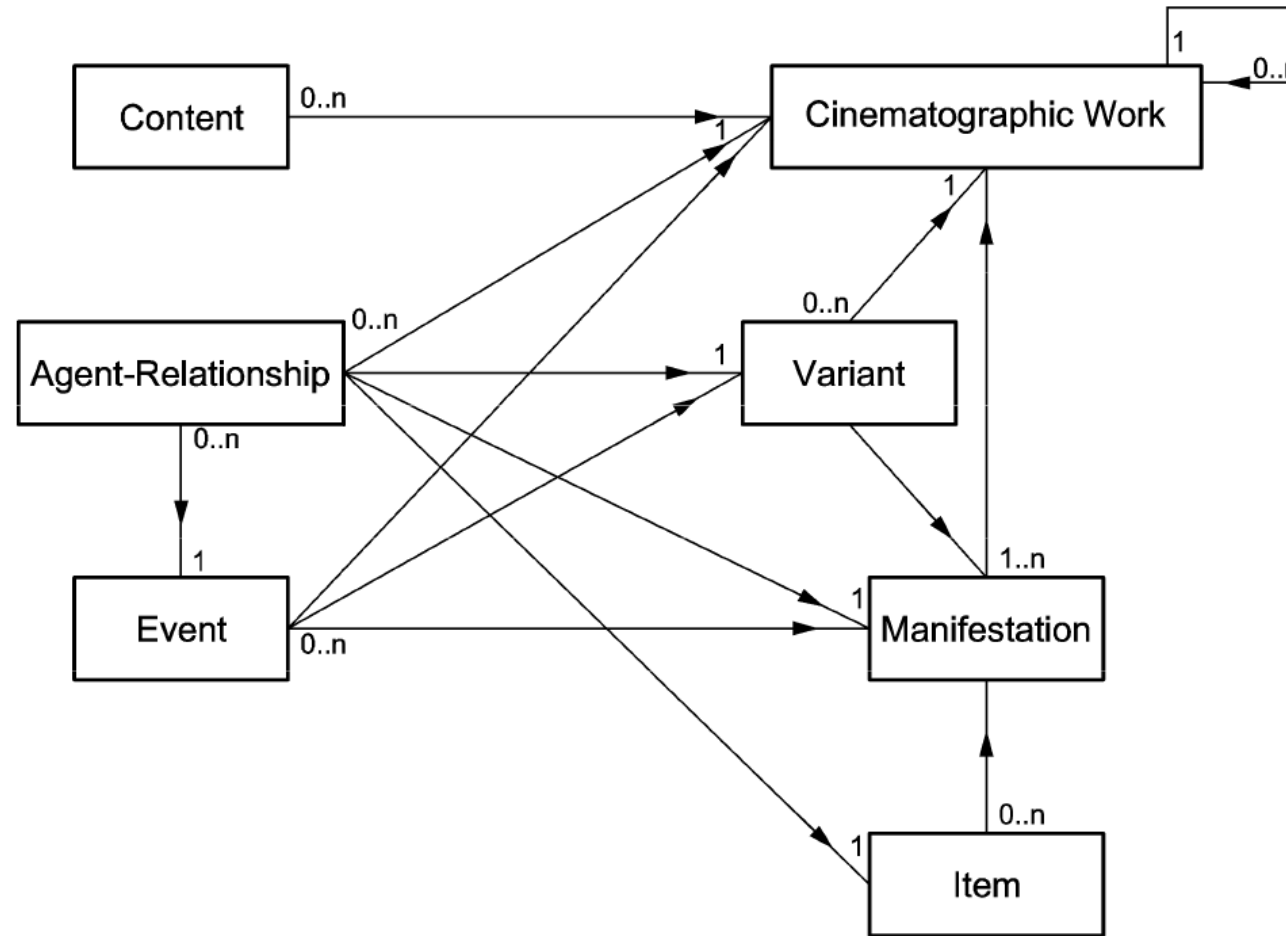 1
Content
0..n
1
Cinematographic Work
0..n
1
0..n
Agent-Relationship
0..n
1
0..n
Variant
1
Event
0..n
1
1..n
Manifestation
0..n
1
Item